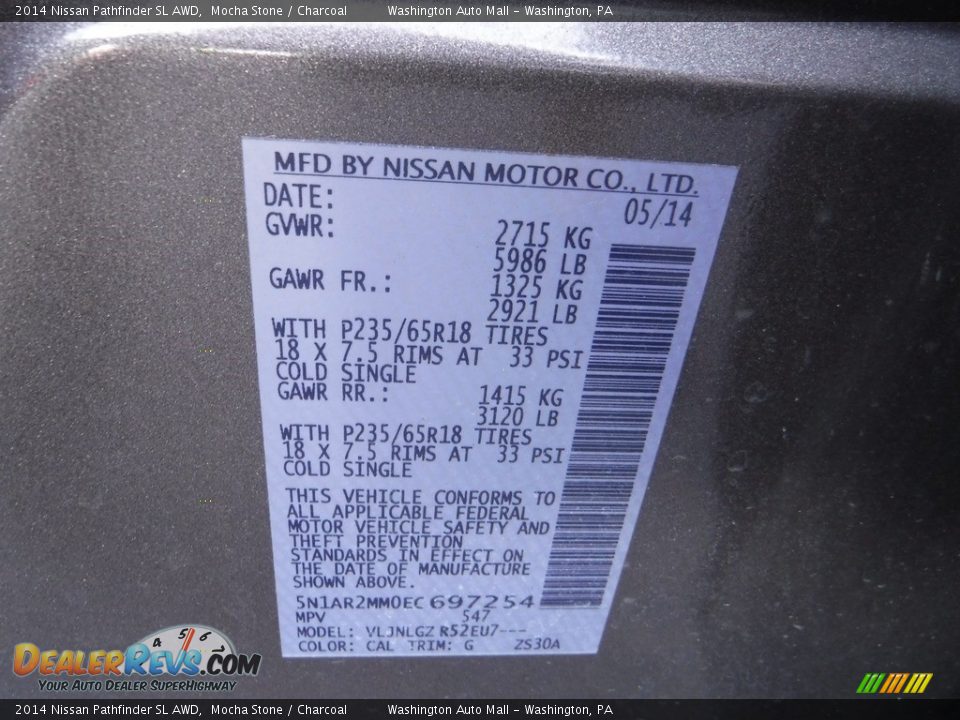 2014 Nissan Pathfinder SL AWD, Mocha Stone / Charcoal Washington Auto Mall – Washington, PA
MFD BY NISSAN MOTOR CO., LTD.
DATE: 05/14
GVWR: 2715 KG
5986 LB
GAWR FR.: 1325 KG
2921 LB
WITH P235/65R18 TIRES
18 X 7.5 RIMS AT 33 PSI
COLD SINGLE
GAWR RR.: 1415 KG
3120 LB
WITH P235/65R18 TIRES
18 X 7.5 RIMS AT 33 PSI
COLD SINGLE
THIS VEHICLE CONFORMS TO
ALL APPLICABLE FEDERAL
MOTOR VEHICLE SAFETY AND
THEFT PREVENTION
STANDARDS IN EFFECT ON
THE DATE OF MANUFACTURE
SHOWN ABOVE.
5N1AR2MM0EC697254
MPV 547
MODEL: VLJNLGZ R52EU7---
COLOR: CAL TRIM: G ZS30A
4 5 6
DealerRevs.com
Your Auto Dealer SuperHighway
2014 Nissan Pathfinder SL AWD, Mocha Stone / Charcoal Washington Auto Mall – Washington, PA